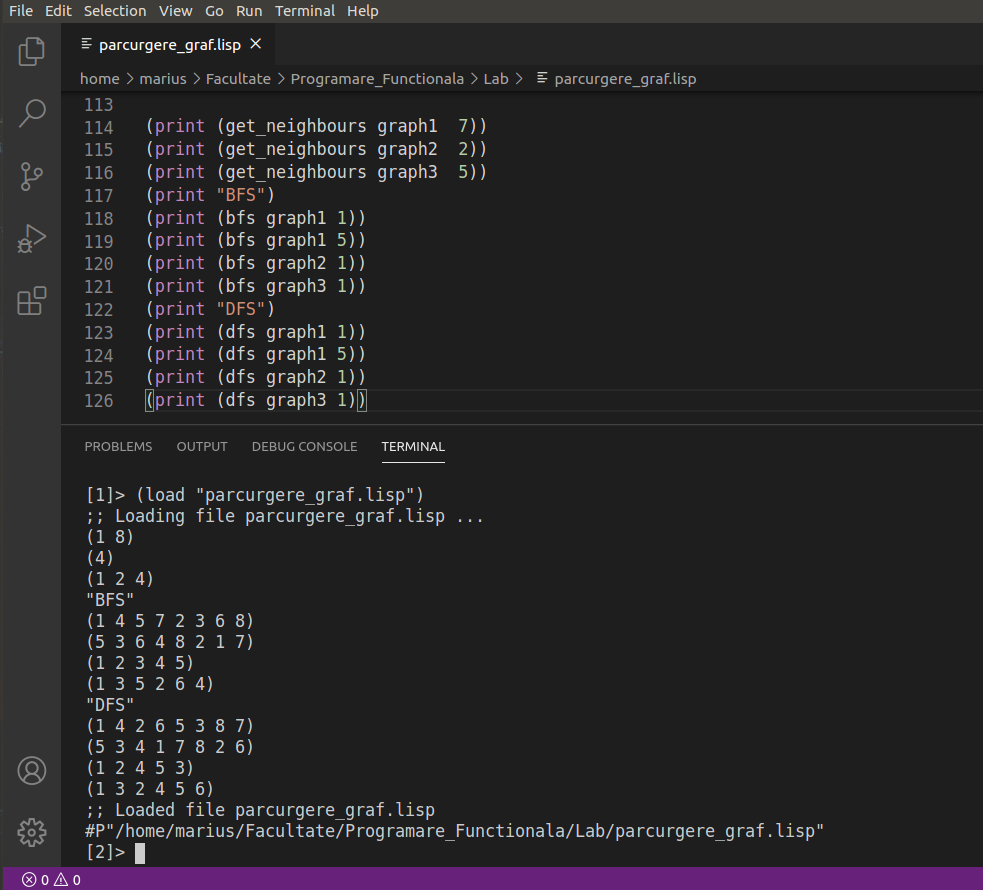 File Edit Selection View Go Run Terminal Help
parcurgere_graf.lisp ×
home > marius > Facultate > Programare_Functionala > Lab > parcurgere_graf.lisp
113
114 (print (get_neighbours graph1  7))
115 (print (get_neighbours graph2  2))
116 (print (get_neighbours graph3  5))
117 (print "BFS")
118 (print (bfs graph1 1))
119 (print (bfs graph1 5))
120 (print (bfs graph2 1))
121 (print (bfs graph3 1))
122 (print "DFS")
123 (print (dfs graph1 1))
124 (print (dfs graph1 5))
125 (print (dfs graph2 1))
126 (print (dfs graph3 1))
PROBLEMS OUTPUT DEBUG CONSOLE TERMINAL
[1]> (load "parcurgere_graf.lisp")
;; Loading file parcurgere_graf.lisp ...
(1 8)
(4)
(1 2 4)
"BFS"
(1 4 5 7 2 3 6 8)
(5 3 6 4 8 2 1 7)
(1 2 3 4 5)
(1 3 5 2 6 4)
"DFS"
(1 4 2 6 5 3 8 7)
(5 3 4 1 7 8 2 6)
(1 2 4 5 3)
(1 3 2 4 5 6)
;; Loaded file parcurgere_graf.lisp
#P"/home/marius/Facultate/Programare_Functionala/Lab/parcurgere_graf.lisp"
[2]>
0 0